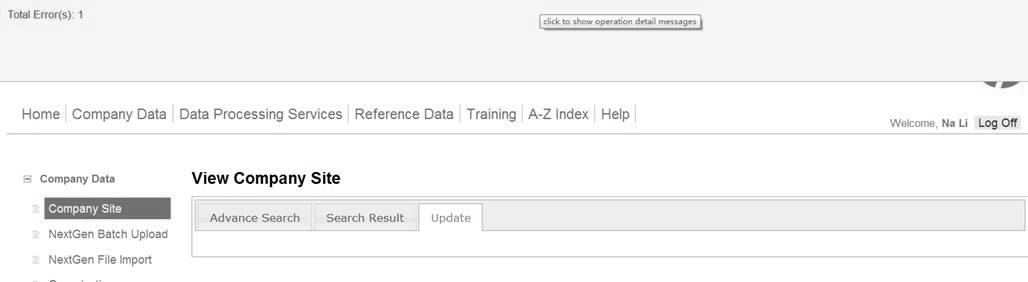 Total Error(s): 1
click to show operation detail messages
Home Company Data Data Processing Services Reference Data Training A-Z Index Help
Welcome, Na Li Log Off
Company Data
Company Site
NextGen Batch Upload
NextGen File Import
View Company Site
Advance Search Search Result Update